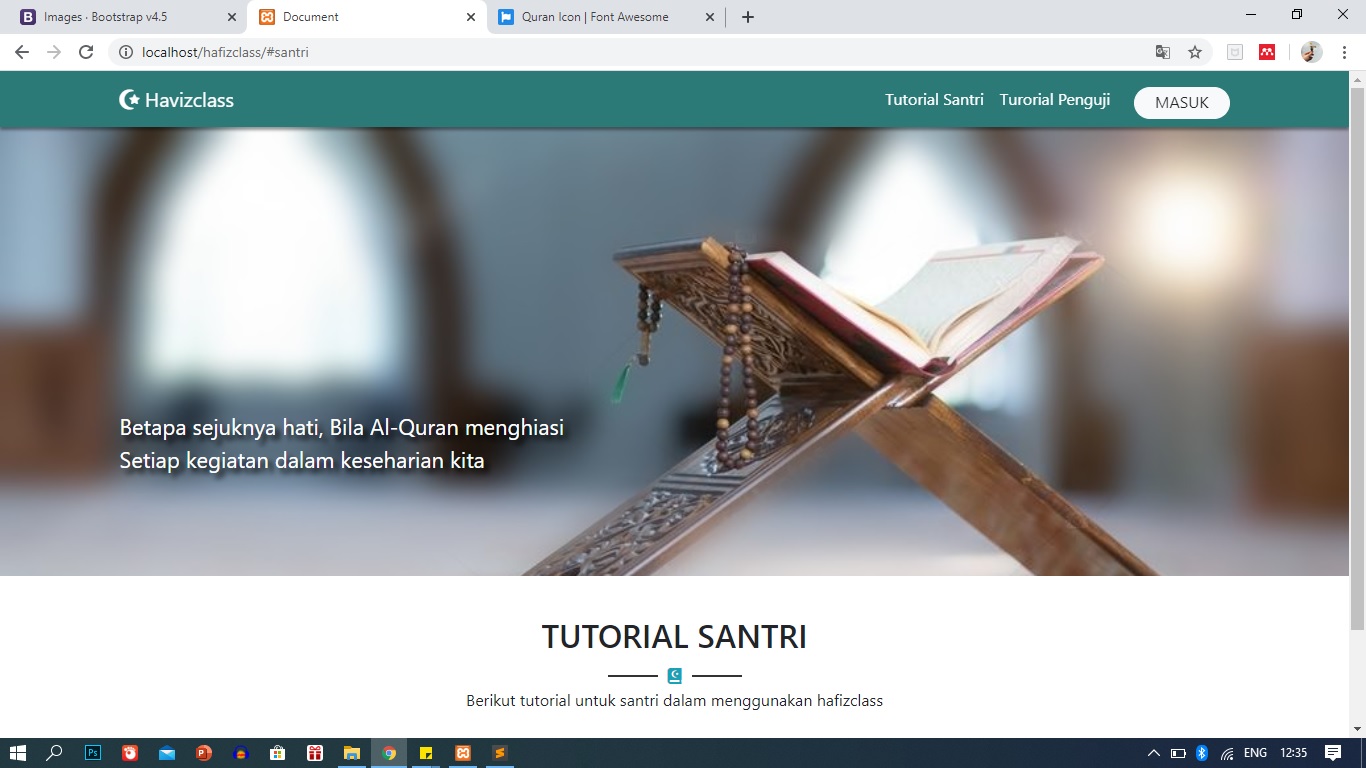 Images · Bootstrap v4.5
Document
Quran Icon | Font Awesome
localhost/hafizclass/#santri
Havizclass
Tutorial Santri
Turorial Penguji
MASUK
Betapa sejuknya hati, Bila Al-Quran menghiasi
Setiap kegiatan dalam keseharian kita
TUTORIAL SANTRI
Berikut tutorial untuk santri dalam menggunakan hafizclass
Ps
ENG
12:35